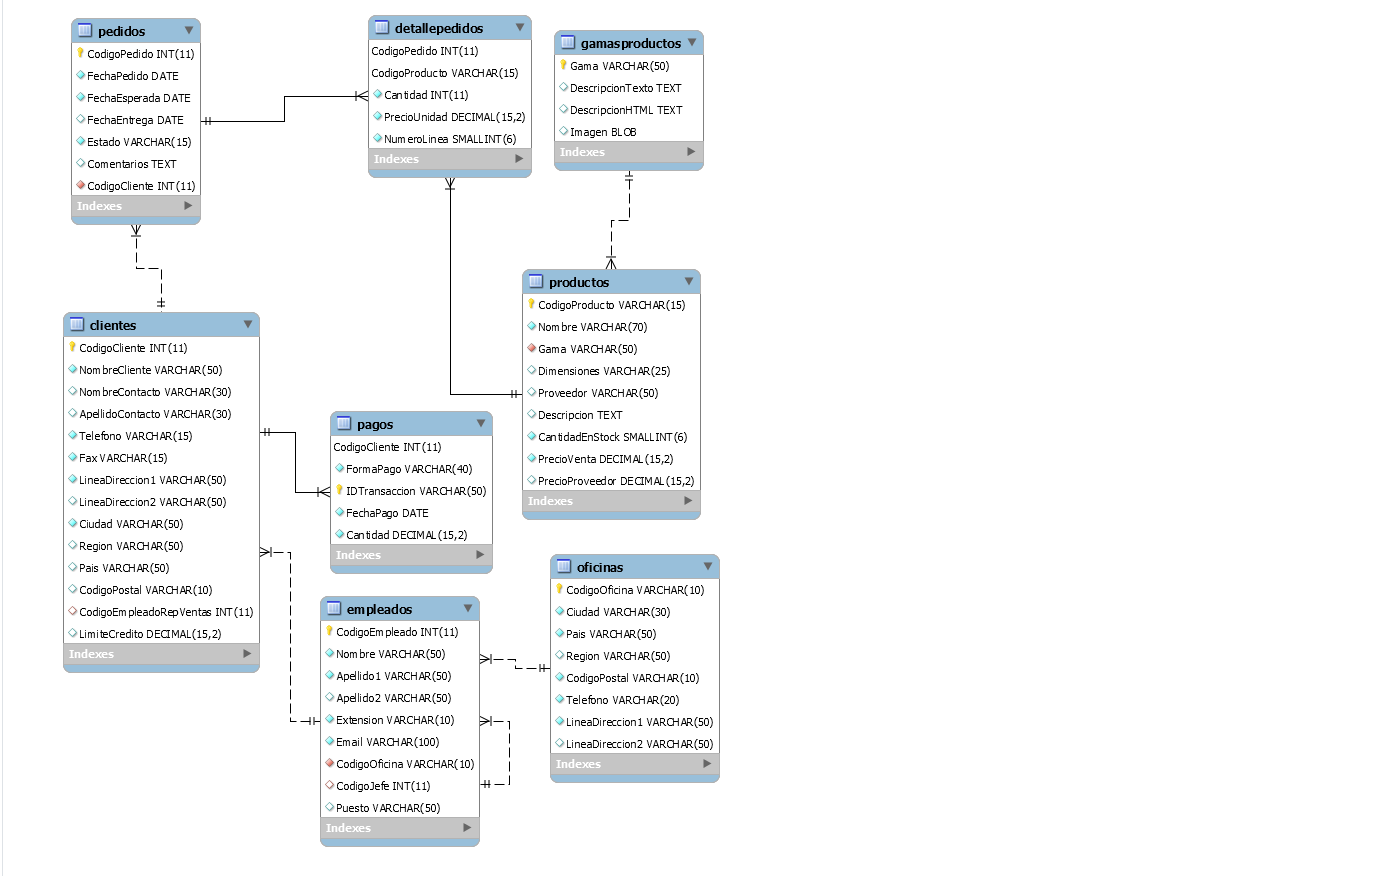 pedidos
CodigoPedido INT(11)
FechaPedido DATE
FechaEsperada DATE
FechaEntrega DATE
Estado VARCHAR(15)
Comentarios TEXT
CodigoCliente INT(11)
Indexes
detallepedidos
CodigoPedido INT(11)
CodigoProducto VARCHAR(15)
Cantidad INT(11)
PrecioUnidad DECIMAL(15,2)
NumeroLinea SMALLINT(6)
Indexes
gamasproductos
Gama VARCHAR(50)
DescripcionTexto TEXT
DescripcionHTML TEXT
Imagen BLOB
Indexes
productos
CodigoProducto VARCHAR(15)
Nombre VARCHAR(70)
Gama VARCHAR(50)
Dimensiones VARCHAR(25)
Proveedor VARCHAR(50)
Descripcion TEXT
CantidadEnStock SMALLINT(6)
PrecioVenta DECIMAL(15,2)
PrecioProveedor DECIMAL(15,2)
Indexes
clientes
CodigoCliente INT(11)
NombreCliente VARCHAR(50)
NombreContacto VARCHAR(30)
ApellidoContacto VARCHAR(30)
Telefono VARCHAR(15)
Fax VARCHAR(15)
LineaDireccion1 VARCHAR(50)
LineaDireccion2 VARCHAR(50)
Ciudad VARCHAR(50)
Region VARCHAR(50)
Pais VARCHAR(50)
CodigoPostal VARCHAR(10)
CodigoEmpleadoRepVentas INT(11)
LimiteCredito DECIMAL(15,2)
Indexes
pagos
CodigoCliente INT(11)
FormaPago VARCHAR(40)
IDTransaccion VARCHAR(50)
FechaPago DATE
Cantidad DECIMAL(15,2)
Indexes
empleados
CodigoEmpleado INT(11)
Nombre VARCHAR(50)
Apellido1 VARCHAR(50)
Apellido2 VARCHAR(50)
Extension VARCHAR(10)
Email VARCHAR(100)
CodigoOficina VARCHAR(10)
CodigoJefe INT(11)
Puesto VARCHAR(50)
Indexes
oficinas
CodigoOficina VARCHAR(10)
Ciudad VARCHAR(30)
Pais VARCHAR(50)
Region VARCHAR(50)
CodigoPostal VARCHAR(10)
Telefono VARCHAR(20)
LineaDireccion1 VARCHAR(50)
LineaDireccion2 VARCHAR(50)
Indexes